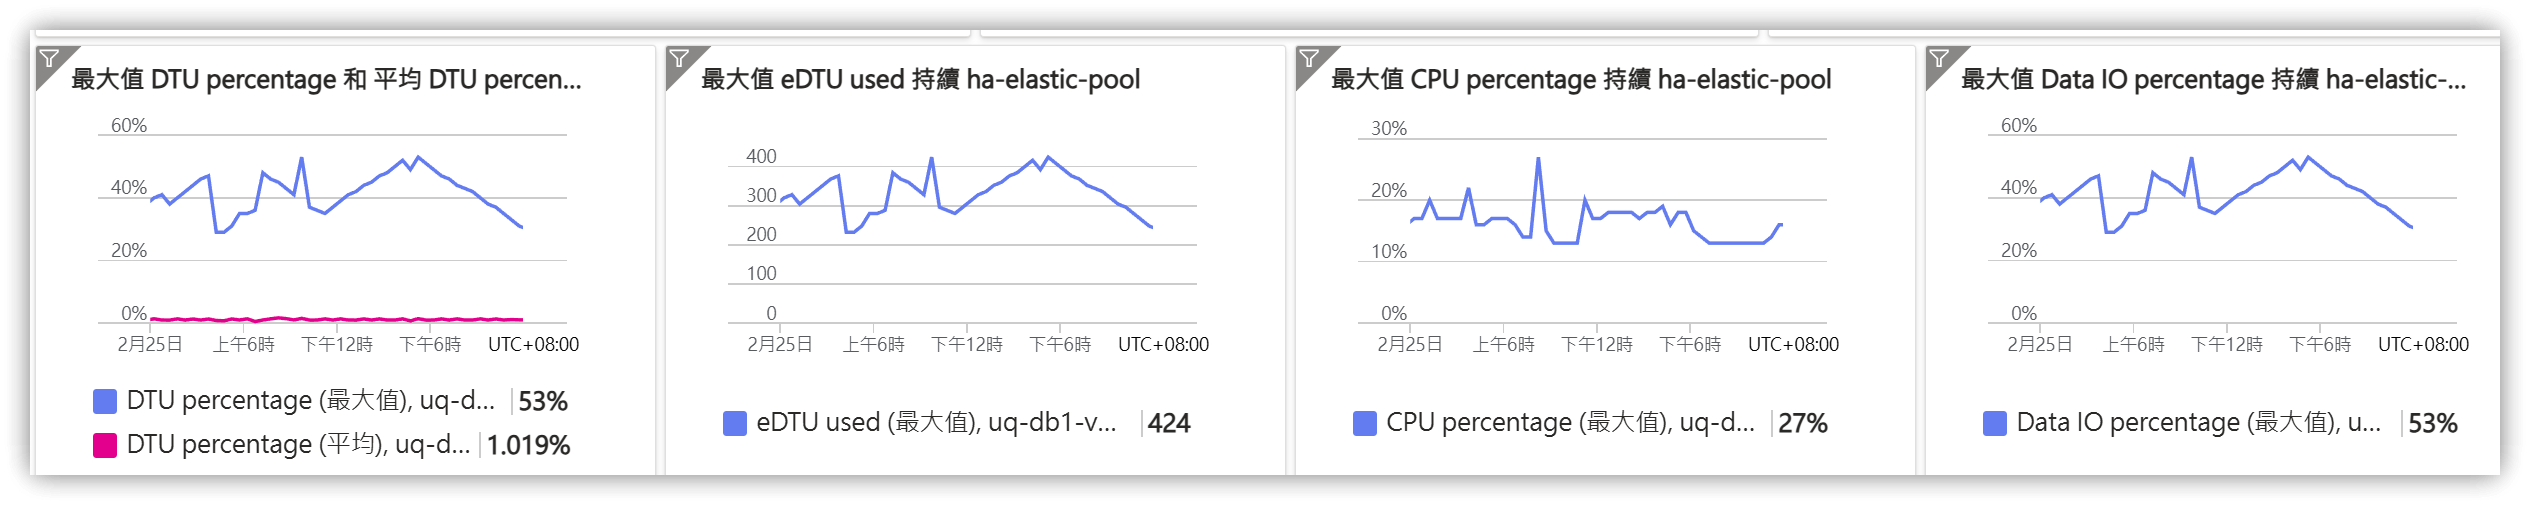 最大值 DTU percentage 和 平均 DTU percen...
60%
40%
20%
0%
2月25日 上午6時 下午12時 下午6時 UTC+08:00
DTU percentage (最大值), uq-d... 53%
DTU percentage (平均), uq-d... 1.019%
最大值 eDTU used 持續 ha-elastic-pool
400
300
200
100
0
2月25日 上午6時 下午12時 下午6時 UTC+08:00
eDTU used (最大值), uq-db1-v... 424
最大值 CPU percentage 持續 ha-elastic-pool
30%
20%
10%
0%
2月25日 上午6時 下午12時 下午6時 UTC+08:00
CPU percentage (最大值), uq-d... 27%
最大值 Data IO percentage 持續 ha-elastic-...
60%
40%
20%
0%
2月25日 上午6時 下午12時 下午6時 UTC+08:00
Data IO percentage (最大值), u... 53%